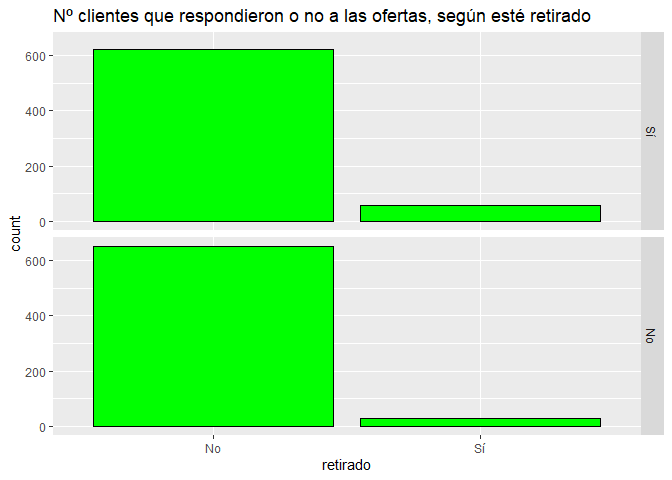 Nº clientes que respondieron o no a las ofertas, según esté retirado
600
400
200
0
Sí
count
600
400
200
0
No
No
Sí
retirado